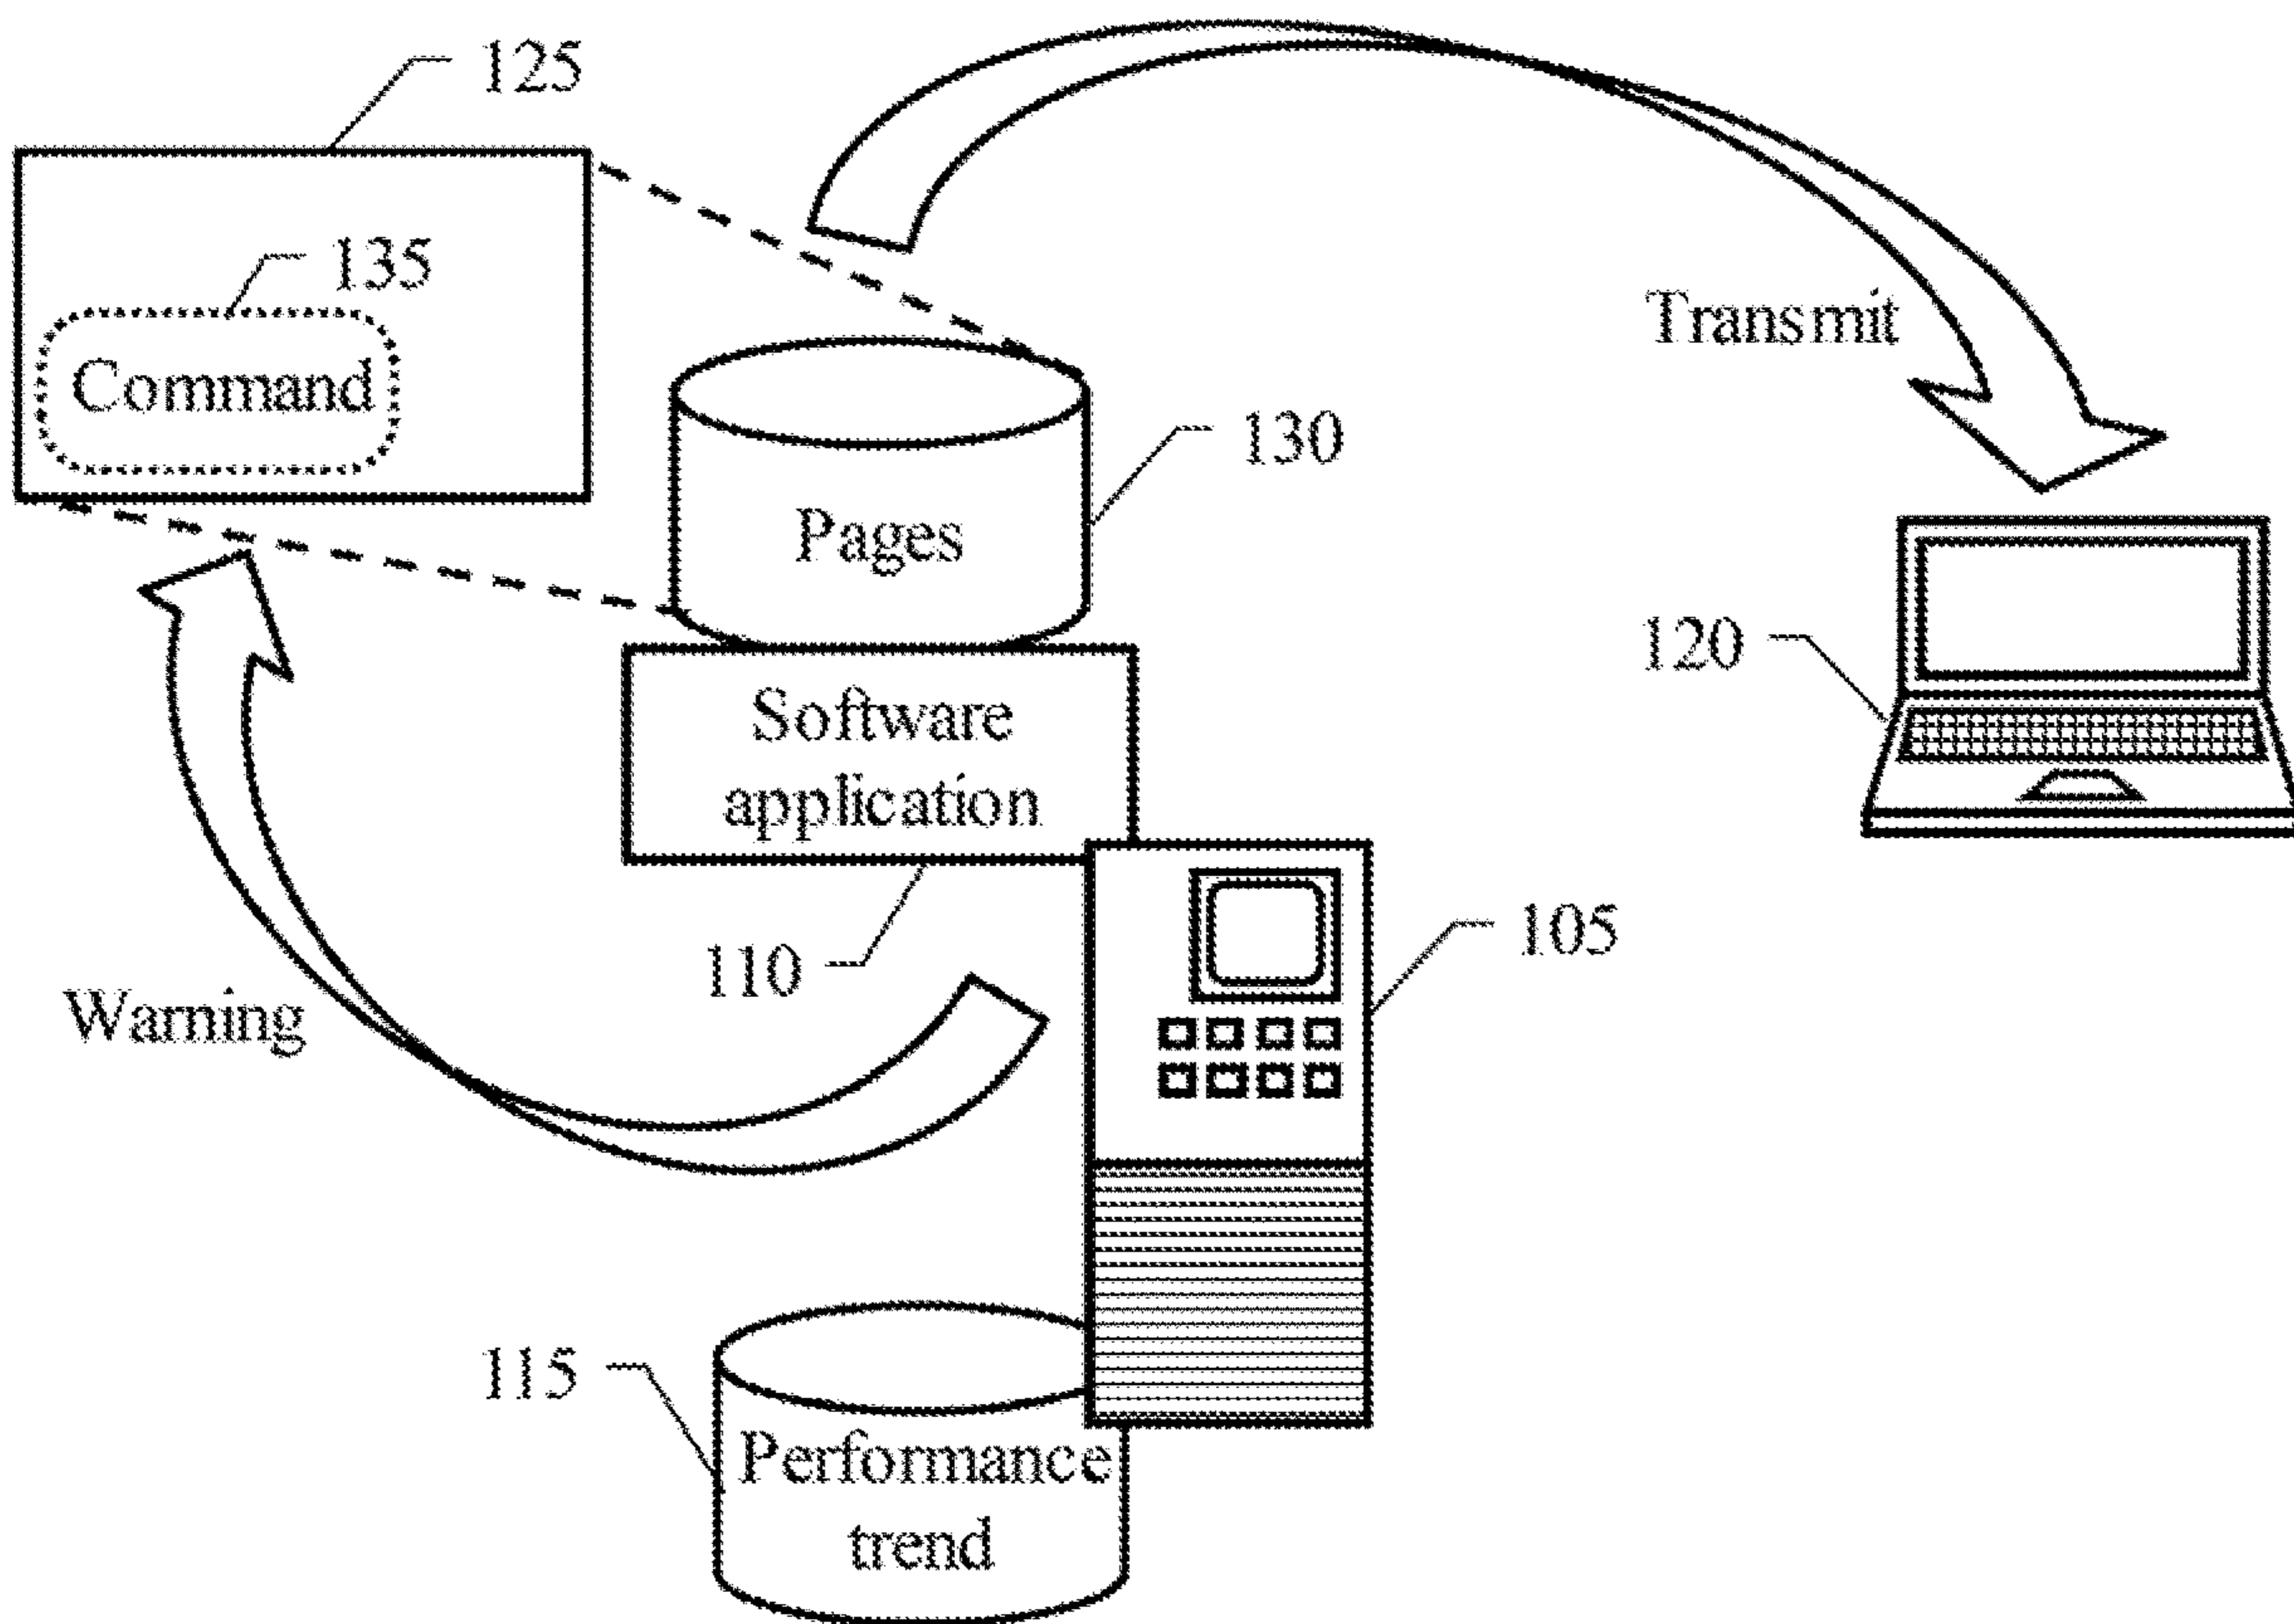 125
135
Command
Transmit
130
Pages
120
Software
application
110
105
Warning
115
Performance
trend